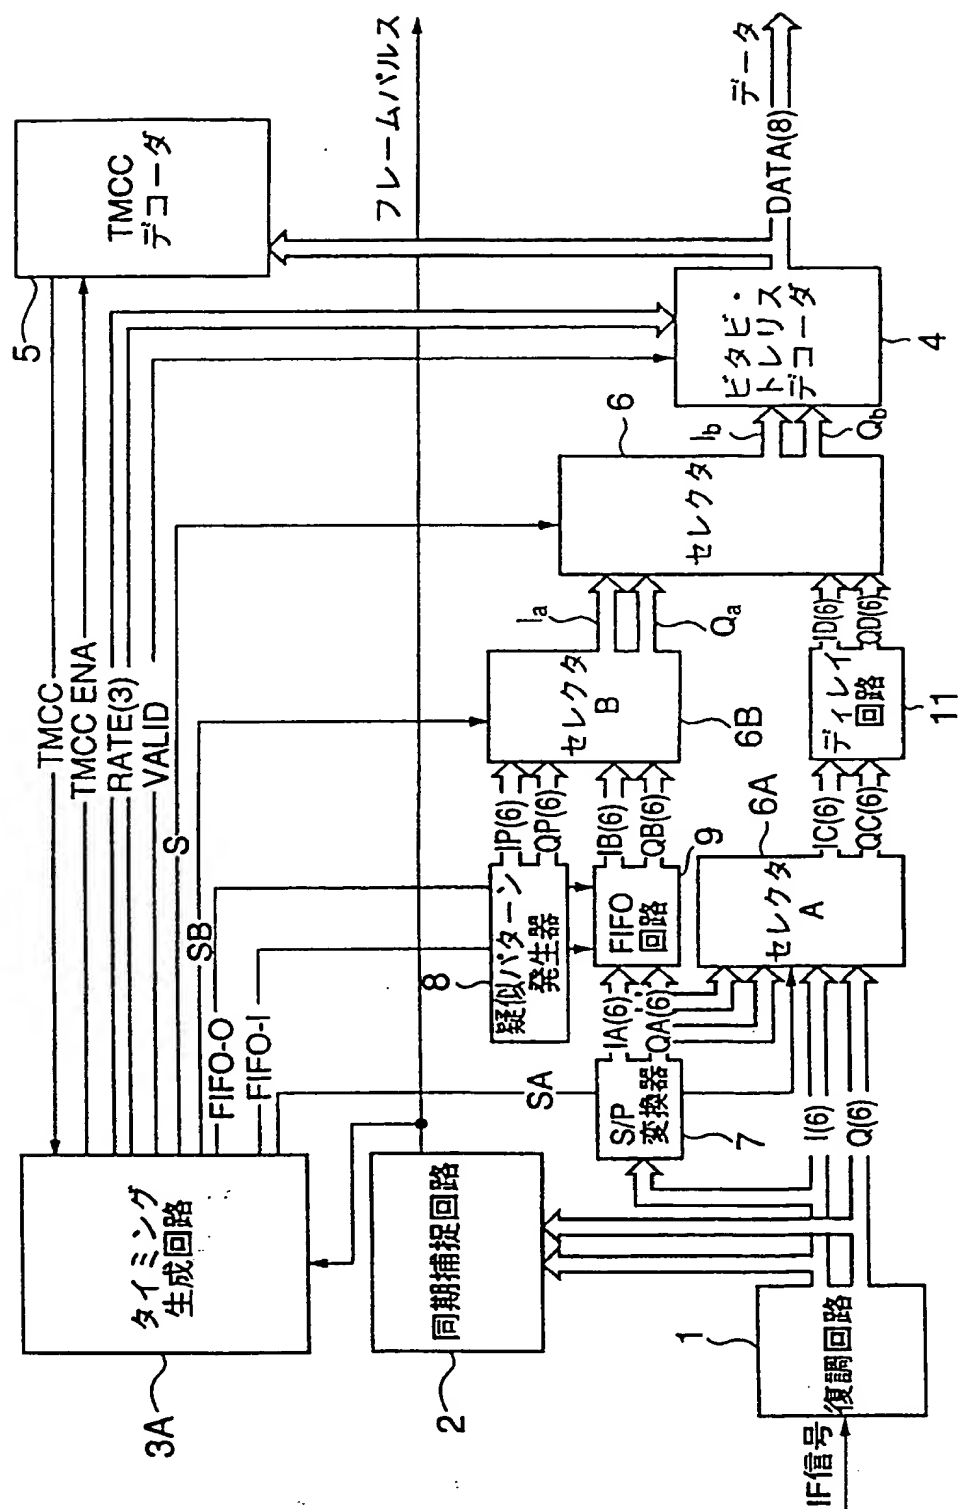 5
TMCC
デコーダ
フレームパルス
データ
DATA(8)
TMCC
TMCC ENA
RATE(3)
VALID
S
SB
FIFO-O
FIFO-I
SA
ビタビ・
トレリス
デコーダ
4
6
セレクタ
Ib
Qb
Ia
Qa
セレクタ
B
6B
ID(6)
QD(6)
ディレイ
回路
11
IP(6)
QP(6)
IB(6)
QB(6)
IC(6)
QC(6)
8
疑似パターン
発生器
FIFO
回路
9
セレクタ
A
6A
IA(6)
QA(6)
S/P
変換器
7
I(6)
Q(6)
タイミング
生成回路
3A
同期捕捉回路
2
1
復調回路
IF信号